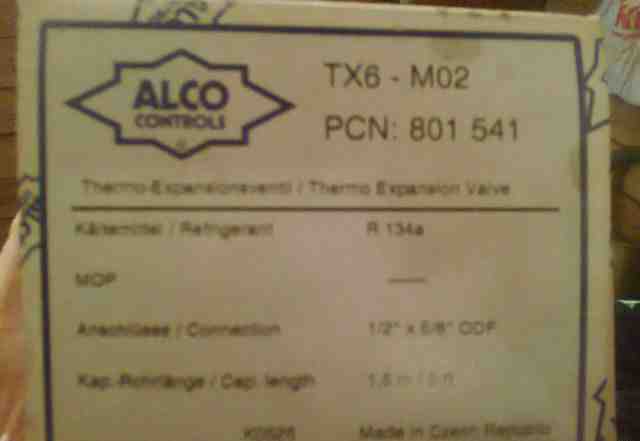 ALCO
CONTROLS
TX6 - M02
PCN: 801 541
Thermo-Expansionsventil / Thermo Expansion Valve
Kältemittel / Refrigerant R 134a
MOP ——
Anschlüsse / Connection 1/2" x 5/8" ODF
Kap.-Rohrlänge / Cap. length 1,5 m / 5 ft
Made in Czech Republic